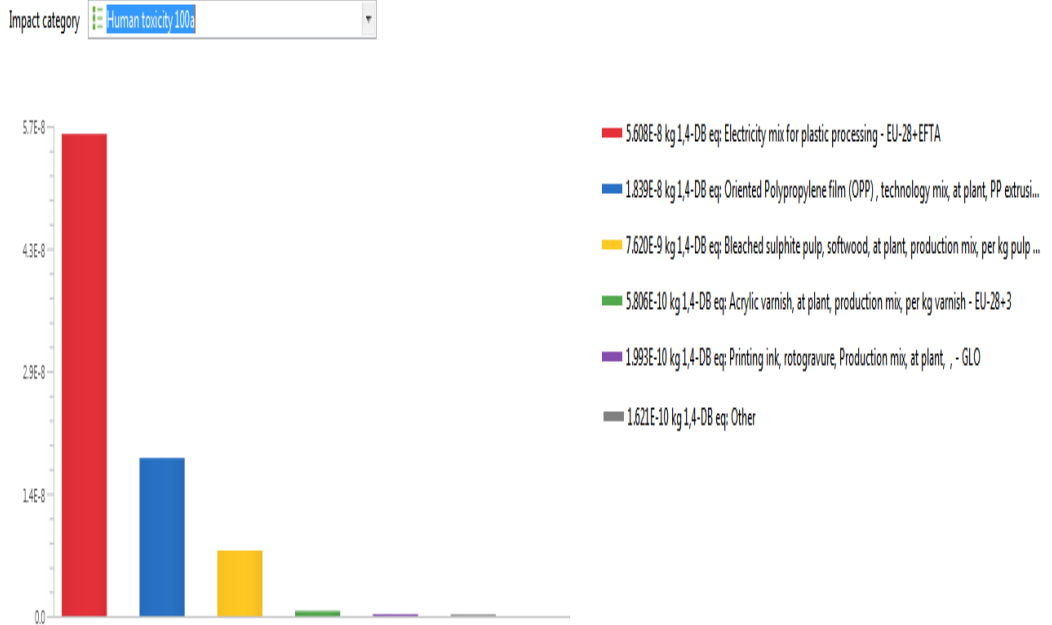 Impact category Human toxicity 100a
5.7E-8
4.3E-8
2.9E-8
1.4E-8
0.0
5.608E-8 kg 1,4-DB eq: Electricity mix for plastic processing - EU-28+EFTA
1.839E-8 kg 1,4-DB eq: Oriented Polypropylene film (OPP) , technology mix, at plant, PP extrusi...
7.620E-9 kg 1,4-DB eq: Bleached sulphite pulp, softwood, at plant, production mix, per kg pulp ...
5.806E-10 kg 1,4-DB eq: Acrylic varnish, at plant, production mix, per kg varnish - EU-28+3
1.993E-10 kg 1,4-DB eq: Printing ink, rotogravure, Production mix, at plant, , - GLO
1.621E-10 kg 1,4-DB eq: Other